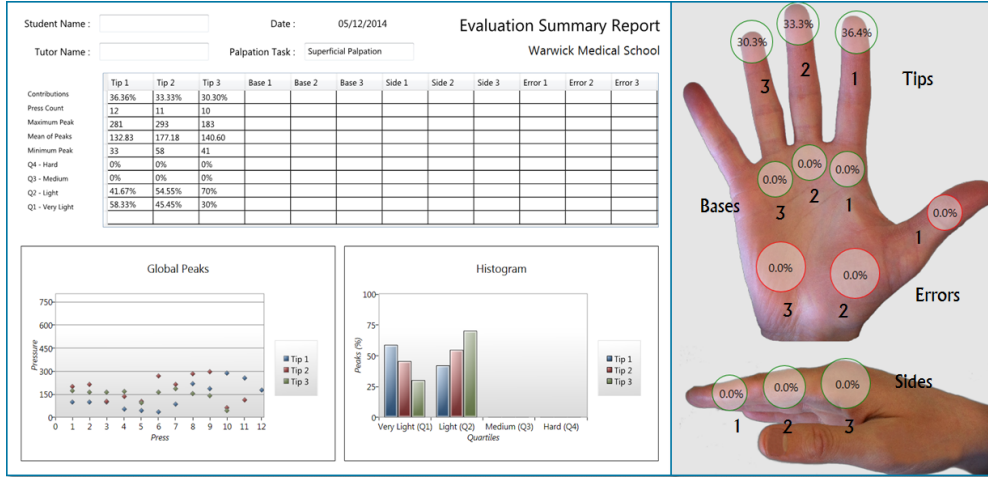 Student Name :
Date : 05/12/2014
Evaluation Summary Report
Tutor Name :
Palpation Task : Superficial Palpation
Warwick Medical School
Tip 1 Tip 2 Tip 3 Base 1 Base 2 Base 3 Side 1 Side 2 Side 3 Error 1 Error 2 Error 3
Contributions 36.36% 33.33% 30.30%
Press Count 12 11 10
Maximum Peak 281 293 183
Mean of Peaks 132.83 177.18 140.60
Minimum Peak 33 58 41
Q4 - Hard 0% 0% 0%
Q3 - Medium 0% 0% 0%
Q2 - Light 41.67% 54.55% 70%
Q1 - Very Light 58.33% 45.45% 30%
Global Peaks
750
600
450
300
150
0
Pressure
0 1 2 3 4 5 6 7 8 9 10 11 12
Press
Tip 1
Tip 2
Tip 3
Histogram
100
75
50
25
0
Peaks (%)
Very Light (Q1) Light (Q2) Medium (Q3) Hard (Q4)
Quartiles
Tip 1
Tip 2
Tip 3
30.3% 33.3% 36.4%
3 2 1
Tips
0.0% 0.0% 0.0%
Bases
3 2 1
0.0%
1
0.0% 0.0%
Errors
3 2
0.0% 0.0% 0.0%
Sides
1 2 3